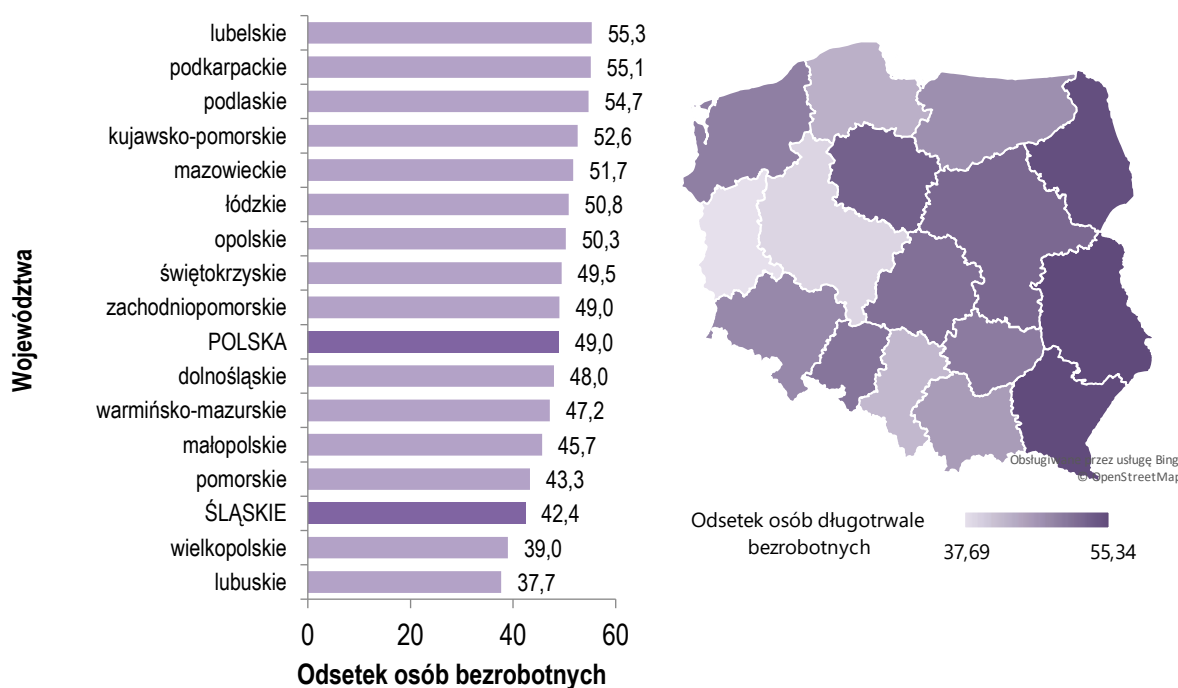 Województwa
lubelskie 55,3
podkarpackie 55,1
podlaskie 54,7
kujawsko-pomorskie 52,6
mazowieckie 51,7
łódzkie 50,8
opolskie 50,3
świętokrzyskie 49,5
zachodniopomorskie 49,0
POLSKA 49,0
dolnośląskie 48,0
warmińsko-mazurskie 47,2
małopolskie 45,7
pomorskie 43,3
ŚLĄSKIE 42,4
wielkopolskie 39,0
lubuskie 37,7
0 20 40 60
Odsetek osób bezrobotnych
usługę Bing
© OpenStreetMap
Odsetek osób długotrwale
bezrobotnych
37,69 55,34